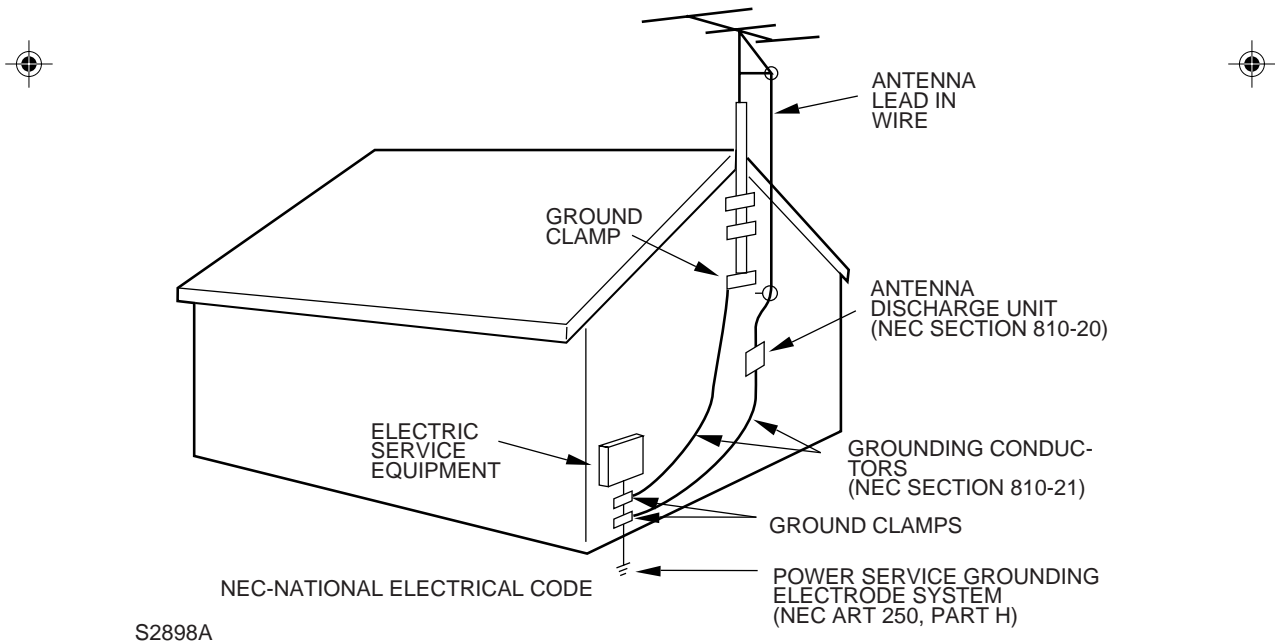 ANTENNA
LEAD IN
WIRE
GROUND
CLAMP
ANTENNA
DISCHARGE UNIT
(NEC SECTION 810-20)
ELECTRIC
SERVICE
EQUIPMENT
GROUNDING CONDUC-
TORS
(NEC SECTION 810-21)
GROUND CLAMPS
POWER SERVICE GROUNDING
ELECTRODE SYSTEM
(NEC ART 250, PART H)
NEC-NATIONAL ELECTRICAL CODE
S2898A